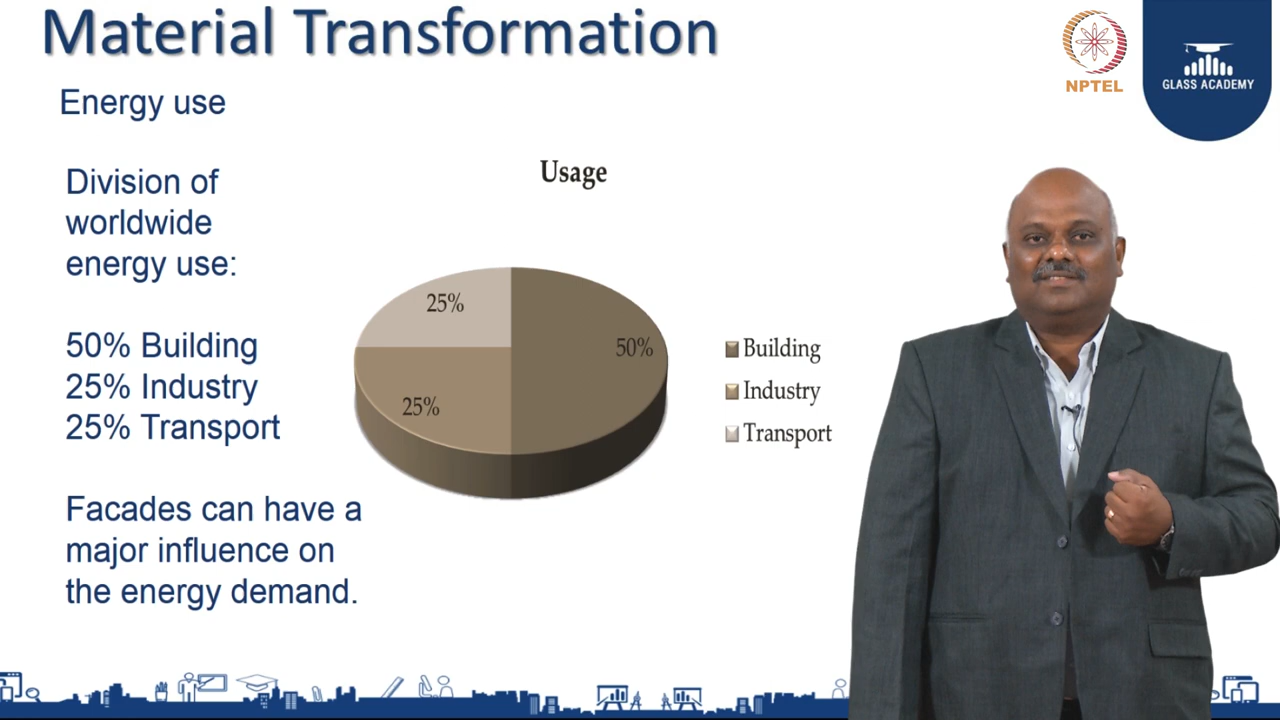 Material Transformation
NPTEL
GLASS ACADEMY
Energy use
Division of
worldwide
energy use:
50% Building
25% Industry
25% Transport
Facades can have a
major influence on
the energy demand.
Usage
25%
50%
25%
Building
Industry
Transport